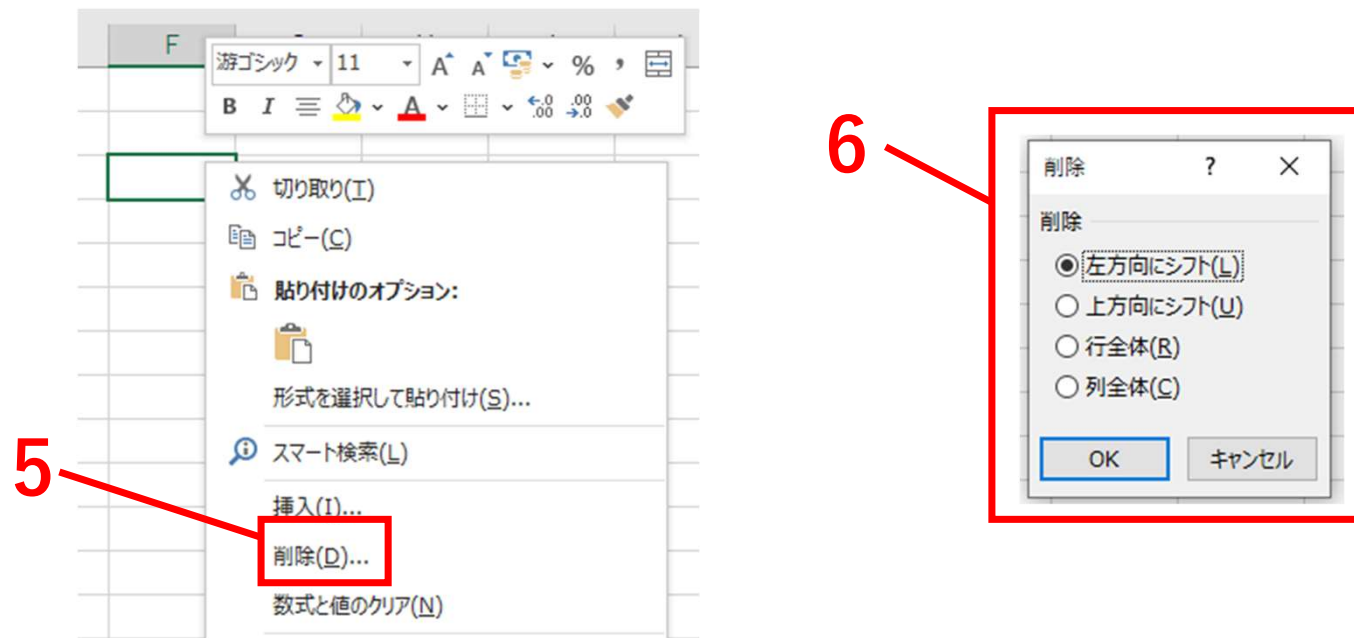 F
游ゴシック 11 A A % ,
B I A .0 .00 .00 .0
切り取り(T)
コピー(C)
貼り付けのオプション:
形式を選択して貼り付け(S)...
スマート検索(L)
5
挿入(I)...
削除(D)...
数式と値のクリア(N)
6
削除 ? ×
削除
左方向にシフト(L)
上方向にシフト(U)
行全体(R)
列全体(C)
OK キャンセル